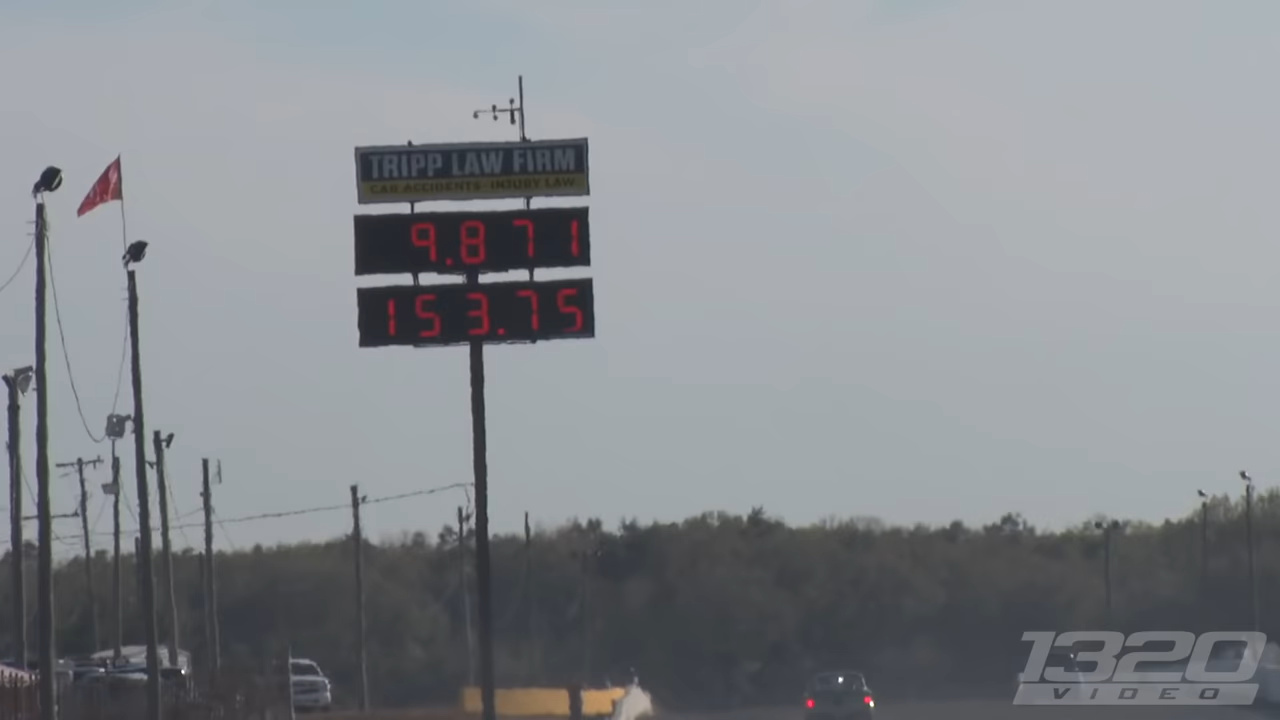 TRIPP LAW FIRM
CAR ACCIDENTS - INJURY LAW
9.871
153.75
1320
VIDEO